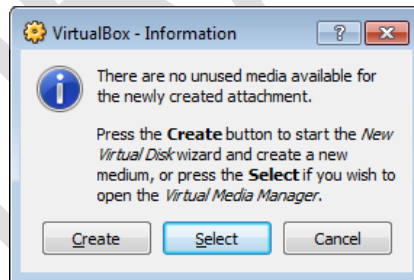 VirtualBox - Information
There are no unused media available for
the newly created attachment.
Press the Create button to start the New
Virtual Disk wizard and create a new
medium, or press the Select if you wish to
open the Virtual Media Manager.
Create Select Cancel